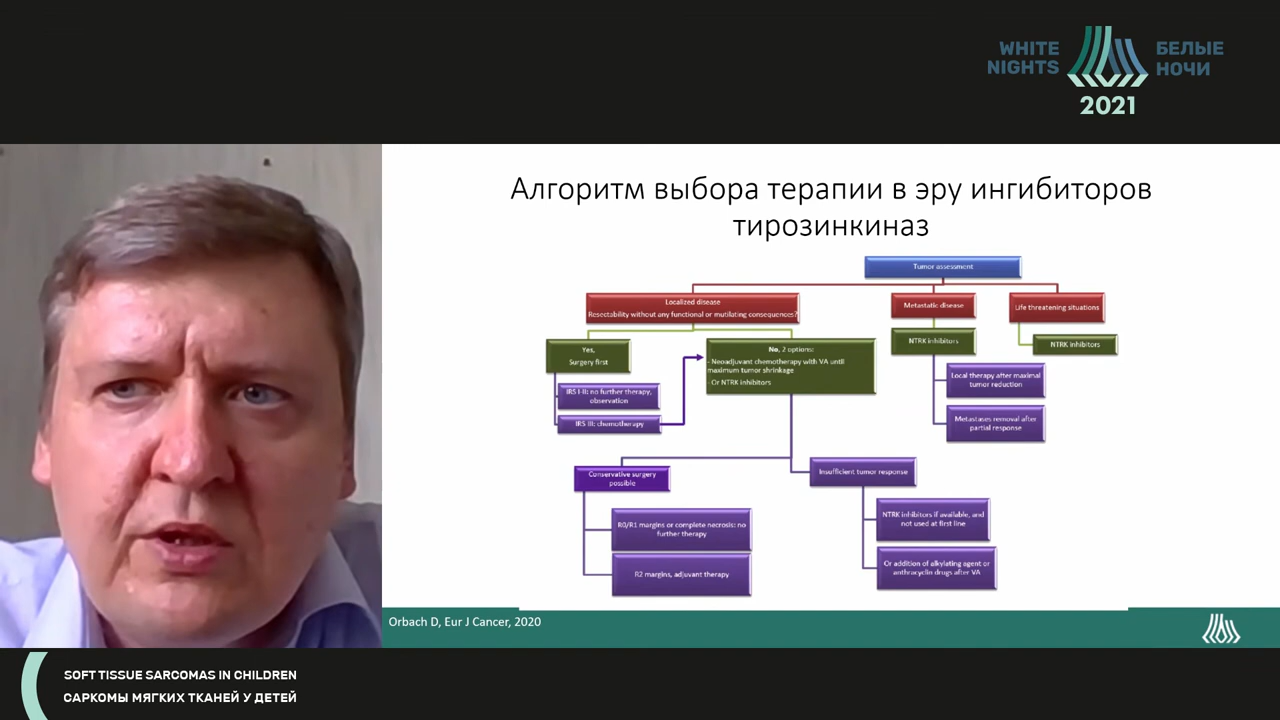 WHITE
NIGHTS
БЕЛЫЕ
НОЧИ
2021
Алгоритм выбора терапии в эру ингибиторов
тирозинкиназ
Tumor assessment
Localized disease
Resectability without any functional or mutilating consequences?
Metastatic disease
Life threatening situations
Yes,
Surgery first
No, 2 options:
- Neoadjuvant chemotherapy with VA until
maximum tumor shrinkage
- Or NTRK inhibitors
NTRK inhibitors
NTRK inhibitors
IRS I-II: no further therapy,
observation
IRS III: chemotherapy
Local therapy after maximal
tumor reduction
Metastases removal after
partial response
Conservative surgery
possible
Insufficient tumor response
R0/R1 margins or complete necrosis: no
further therapy
R2 margins, adjuvant therapy
NTRK inhibitors if available, and
not used at first line
Or addition of alkylating agent or
anthracyclin drugs after VA
Orbach D, Eur J Cancer, 2020
SOFT TISSUE SARCOMAS IN CHILDREN
САРКОМЫ МЯГКИХ ТКАНЕЙ У ДЕТЕЙ